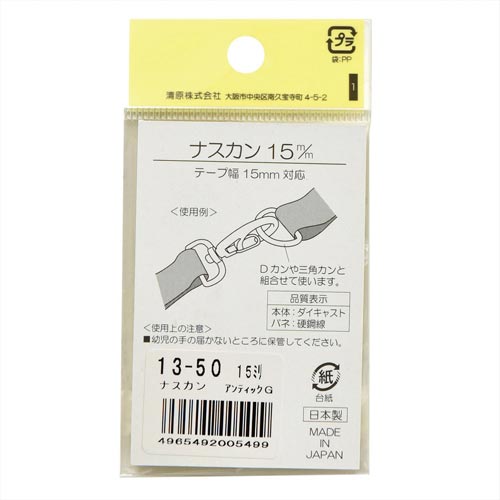 プラ
袋:PP
清原株式会社 大阪市中央区南久宝寺町4-5-2
1
ナスカン 15m/m
テープ幅 15mm 対応
<使用例>
Dカンや三角カンと
組合せて使います。
品質表示
本体:ダイキャスト
バネ:硬鋼線
<使用上の注意>
■幼児の手の届かないところに保管してください。
13-50 15ミリ
ナスカン アンティックG
4965492005499
紙
台紙
日本製
MADE
IN
JAPAN